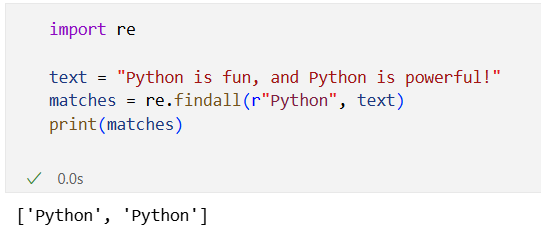 import re
text = "Python is fun, and Python is powerful!"
matches = re.findall(r"Python", text)
print(matches)
0.0s
['Python', 'Python']